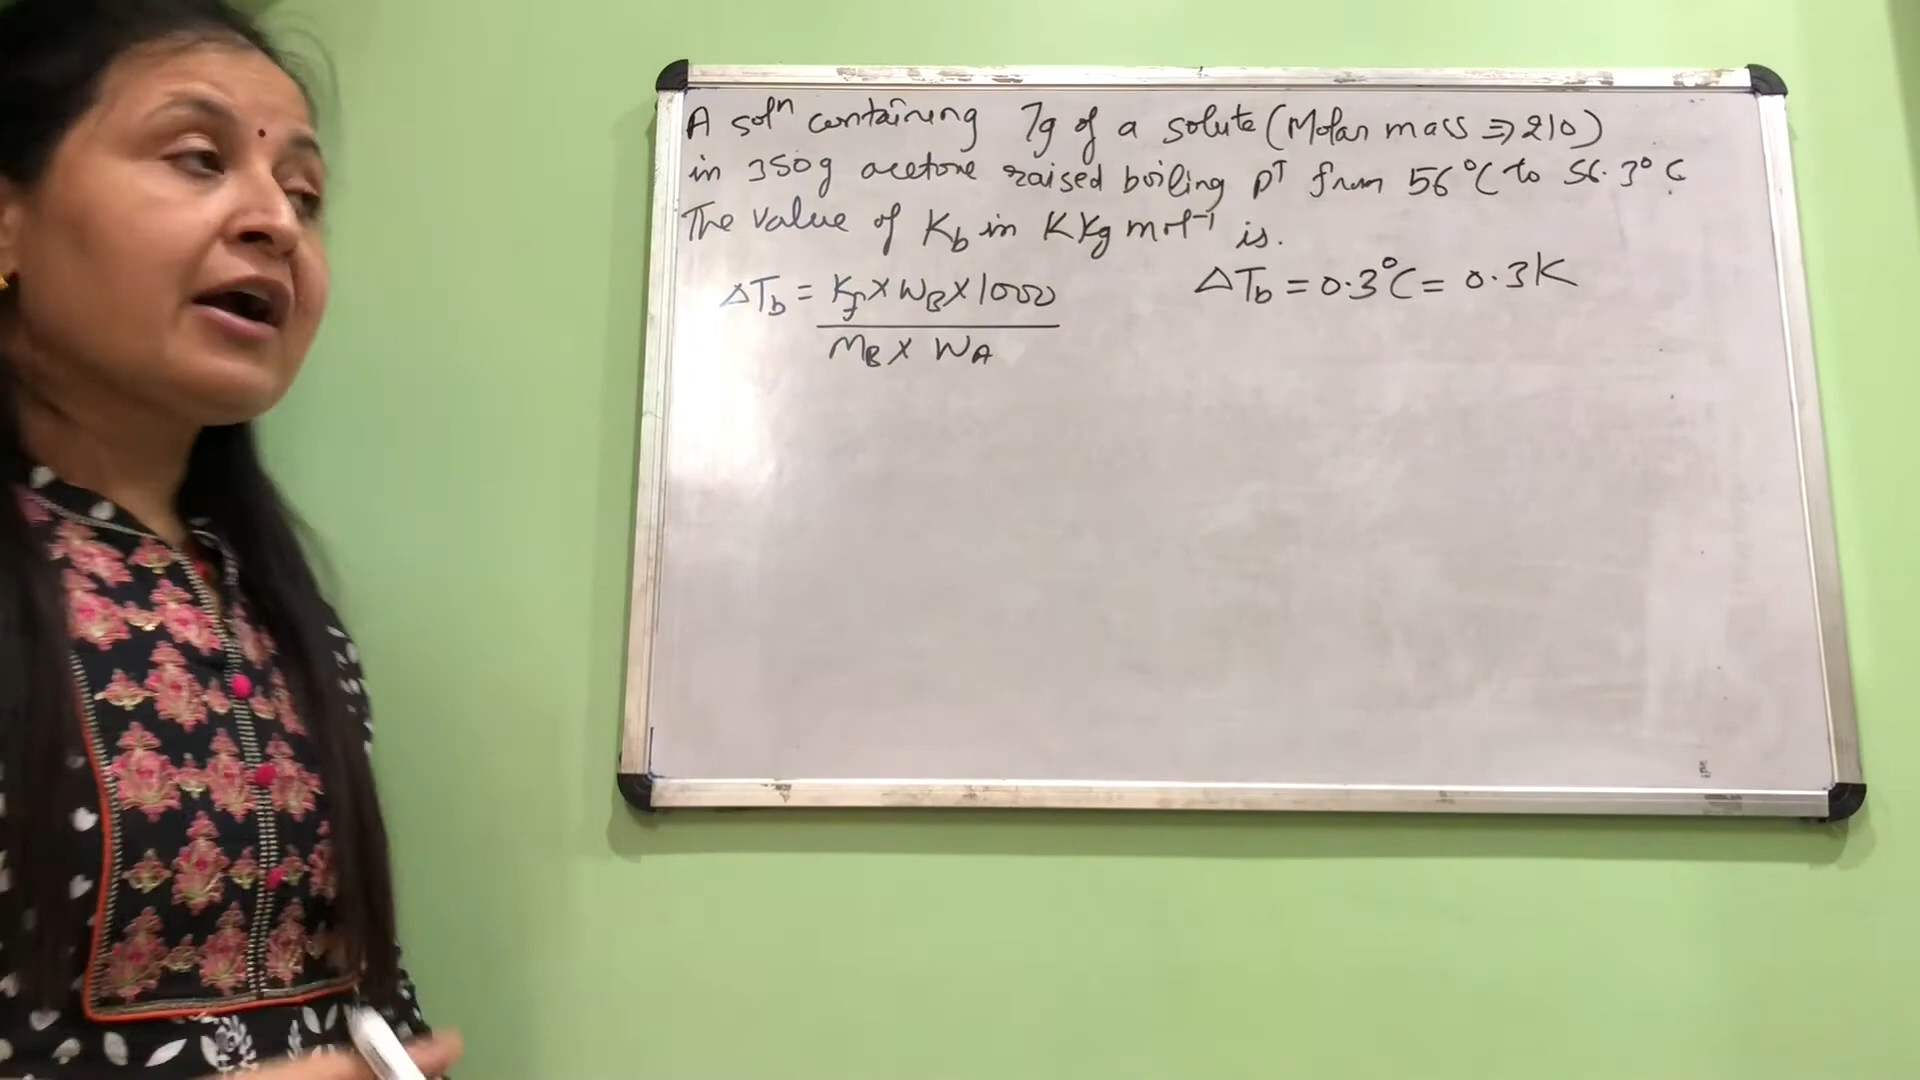 A solⁿ containing 7g of a solute (Molar mass ⇒ 210)
in 350g acetone raised boiling pᵀ from 56°C to 56.3°C.
The value of Kb in K Kg mol⁻¹ is.
ΔTb = Kf × WB × 1000 ΔTb = 0.3°C = 0.3K
MB × WA